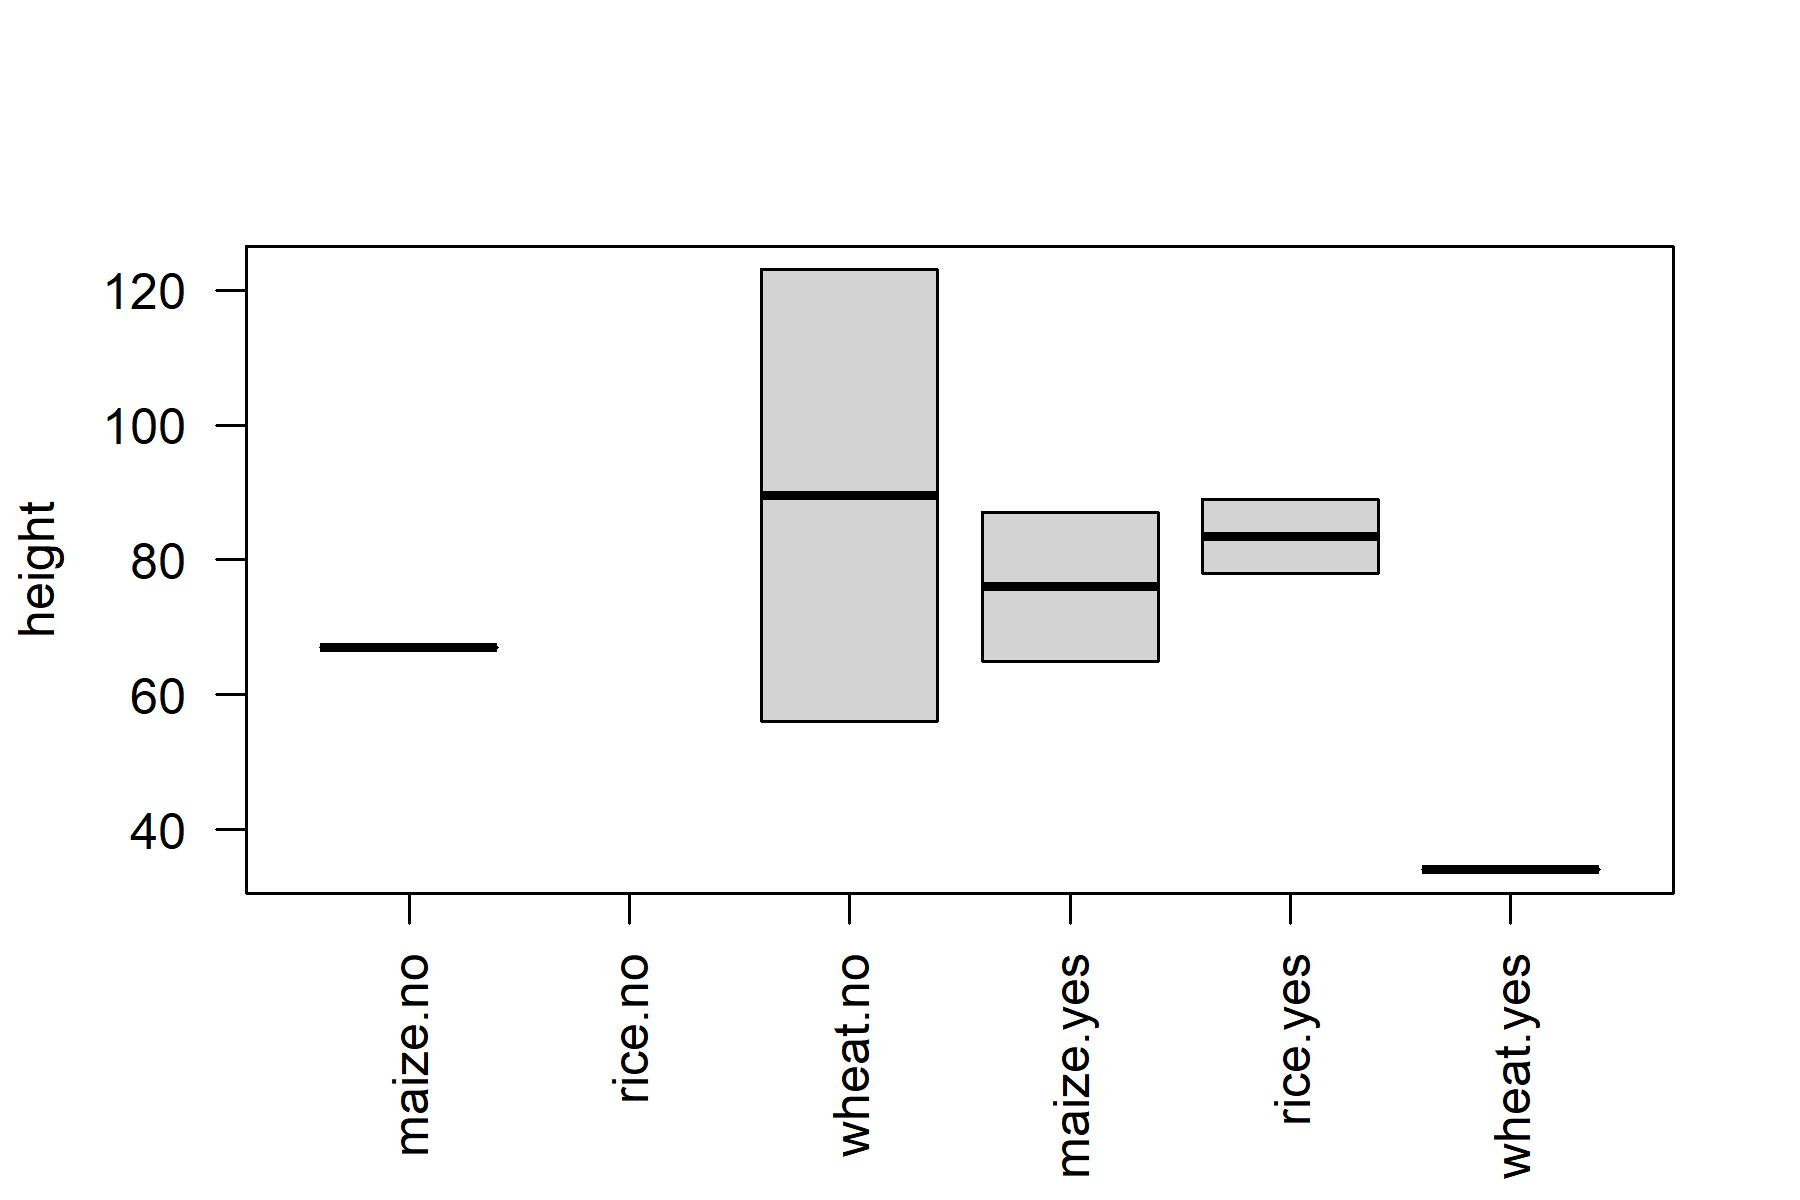 height
120
100
80
60
40
maize.no
rice.no
wheat.no
maize.yes
rice.yes
wheat.yes